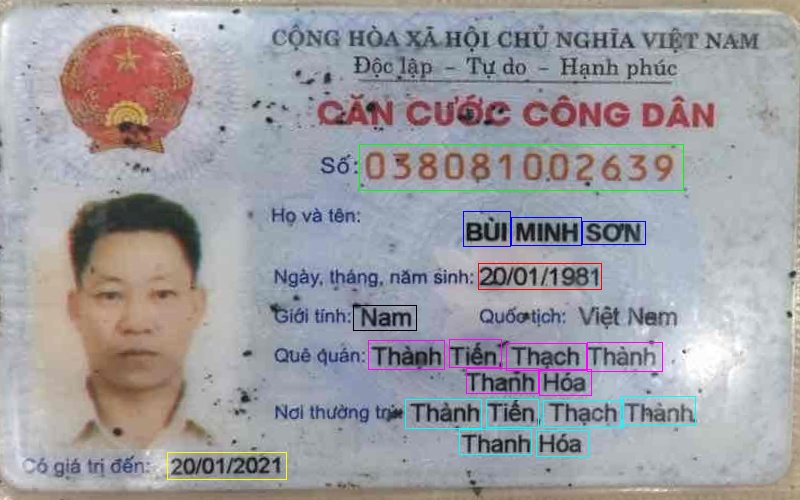 CỘNG HÒA XÃ HỘI CHỦ NGHĨA VIỆT NAM
Độc lập - Tự do - Hạnh phúc
CĂN CƯỚC CÔNG DÂN
Số: 038081002639
Họ và tên:
BÙI MINH SƠN
Ngày, tháng, năm sinh: 20/01/1981
Giới tính: Nam Quốc tịch: Việt Nam
Quê quán: Thành Tiến, Thạch Thành
Thanh Hóa
Nơi thường trú: Thành Tiến, Thạch Thành
Thanh Hóa
Có giá trị đến: 20/01/2021